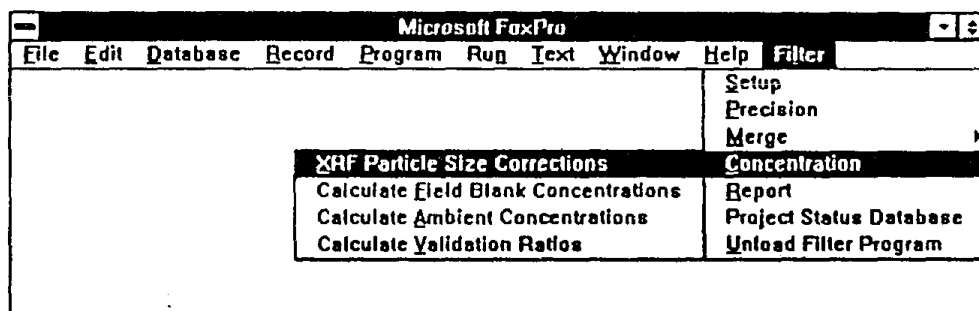 Microsoft FoxPro
File Edit Database Record Program Run Text Window Help Filter
Setup
Precision
Merge
XRF Particle Size Corrections Concentration
Calculate Field Blank Concentrations Report
Calculate Ambient Concentrations Project Status Database
Calculate Validation Ratios Unload Filter Program